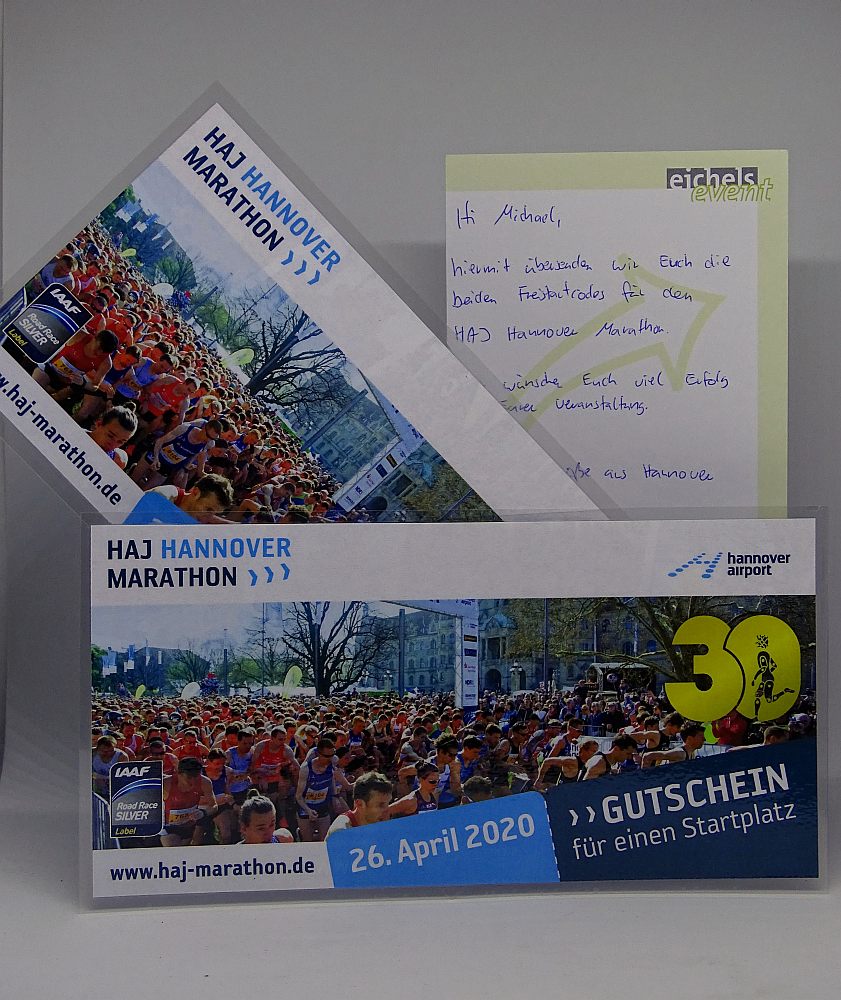 HAJ HANNOVER
MARATHON
IAAF
Road Race
SILVER
Label
www.haj-marathon.de
eichels
event
Hi Michael,
hiermit übersenden wir Euch die
beiden für den
HAJ Hannover Marathon.
wünschen Euch viel Erfolg
Veranstaltung.
aus Hannover
HAJ HANNOVER
MARATHON
hannover
airport
30
IAAF
Road Race
SILVER
Label
www.haj-marathon.de
26. April 2020
››GUTSCHEIN
für einen Startplatz